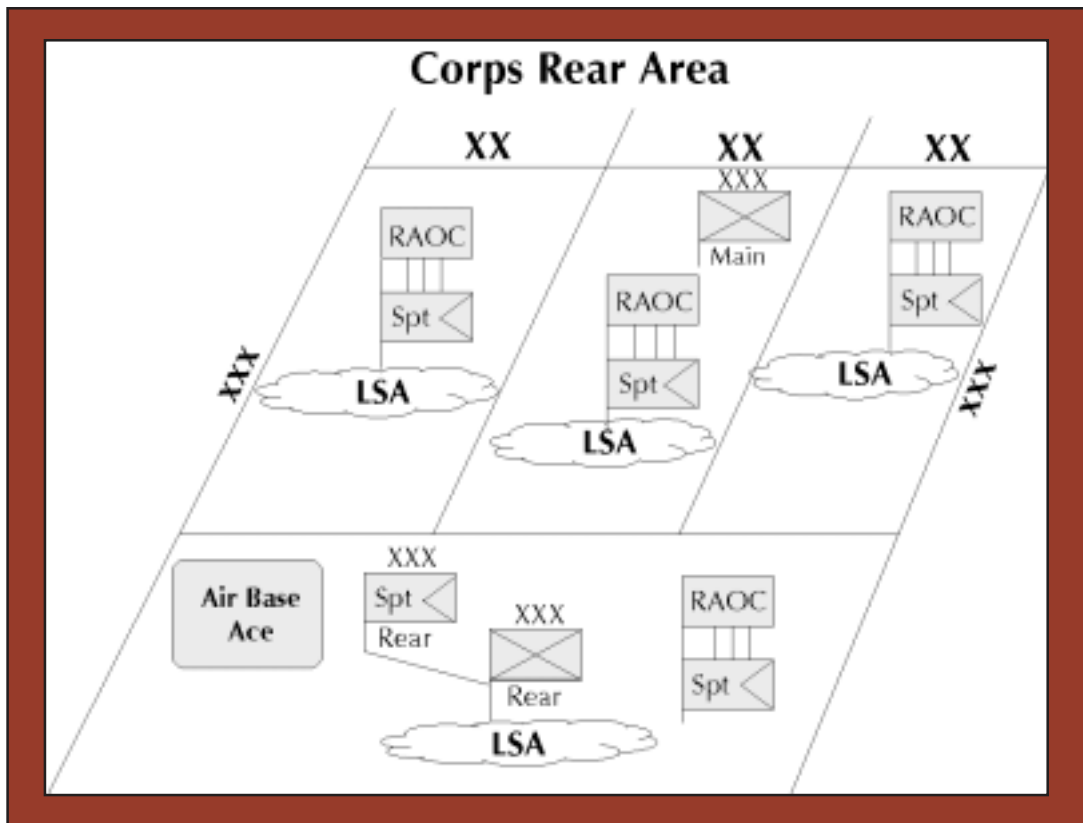 Corps Rear Area
XX
XX
XX
XXX
RAOC
Main
RAOC
Spt
RAOC
Spt
Spt
LSA
XXX
LSA
XXX
LSA
XXX
Spt
Rear
Air Base
Ace
XXX
Rear
LSA
RAOC
Spt